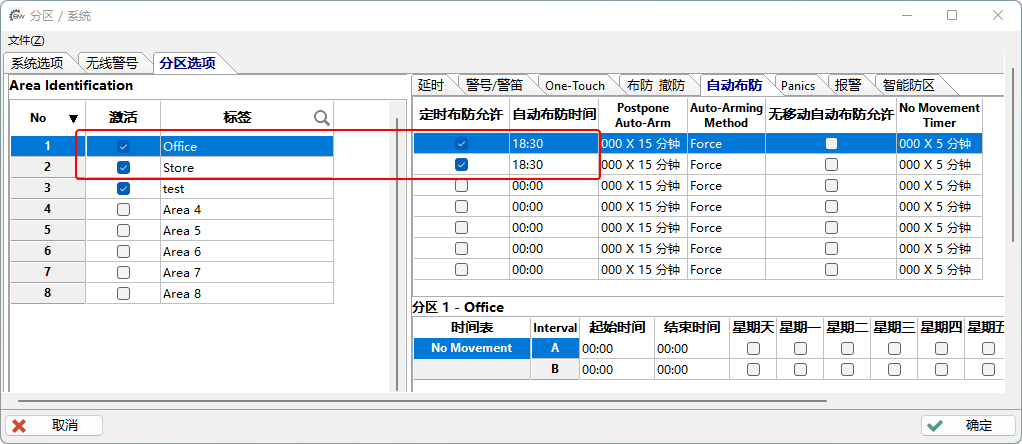 BW 分区 / 系统
文件(Z)
系统选项 无线警号 分区选项
Area Identification
No 激活 标签
1 Office
2 Store
3 test
4 Area 4
5 Area 5
6 Area 6
7 Area 7
8 Area 8
延时 警号/警笛 One-Touch 布防 撤防 自动布防 Panics 报警 智能防区
定时布防允许 自动布防时间 Postpone Auto-Arm Auto-Arming Method 无移动自动布防允许 No Movement Timer
18:30 000 X 15 分钟 Force 000 X 5 分钟
18:30 000 X 15 分钟 Force 000 X 5 分钟
00:00 000 X 15 分钟 Force 000 X 5 分钟
00:00 000 X 15 分钟 Force 000 X 5 分钟
00:00 000 X 15 分钟 Force 000 X 5 分钟
00:00 000 X 15 分钟 Force 000 X 5 分钟
00:00 000 X 15 分钟 Force 000 X 5 分钟
分区 1 - Office
时间表 Interval 起始时间 结束时间 星期天 星期一 星期二 星期三 星期四 星期五
No Movement A 00:00 00:00
B 00:00 00:00
取消 确定